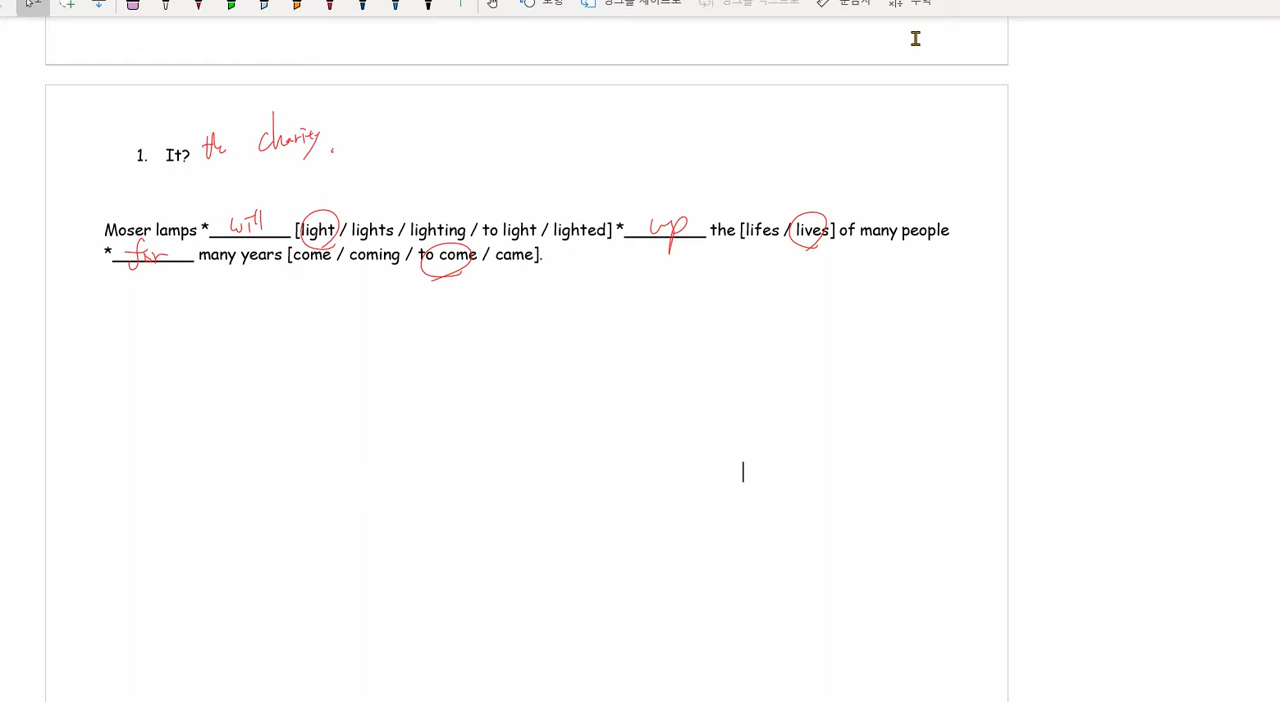 1. It? the charity.
Moser lamps * will [light / lights / lighting / to light / lighted] * up the [lifes / lives] of many people
* for many years [come / coming / to come / came].